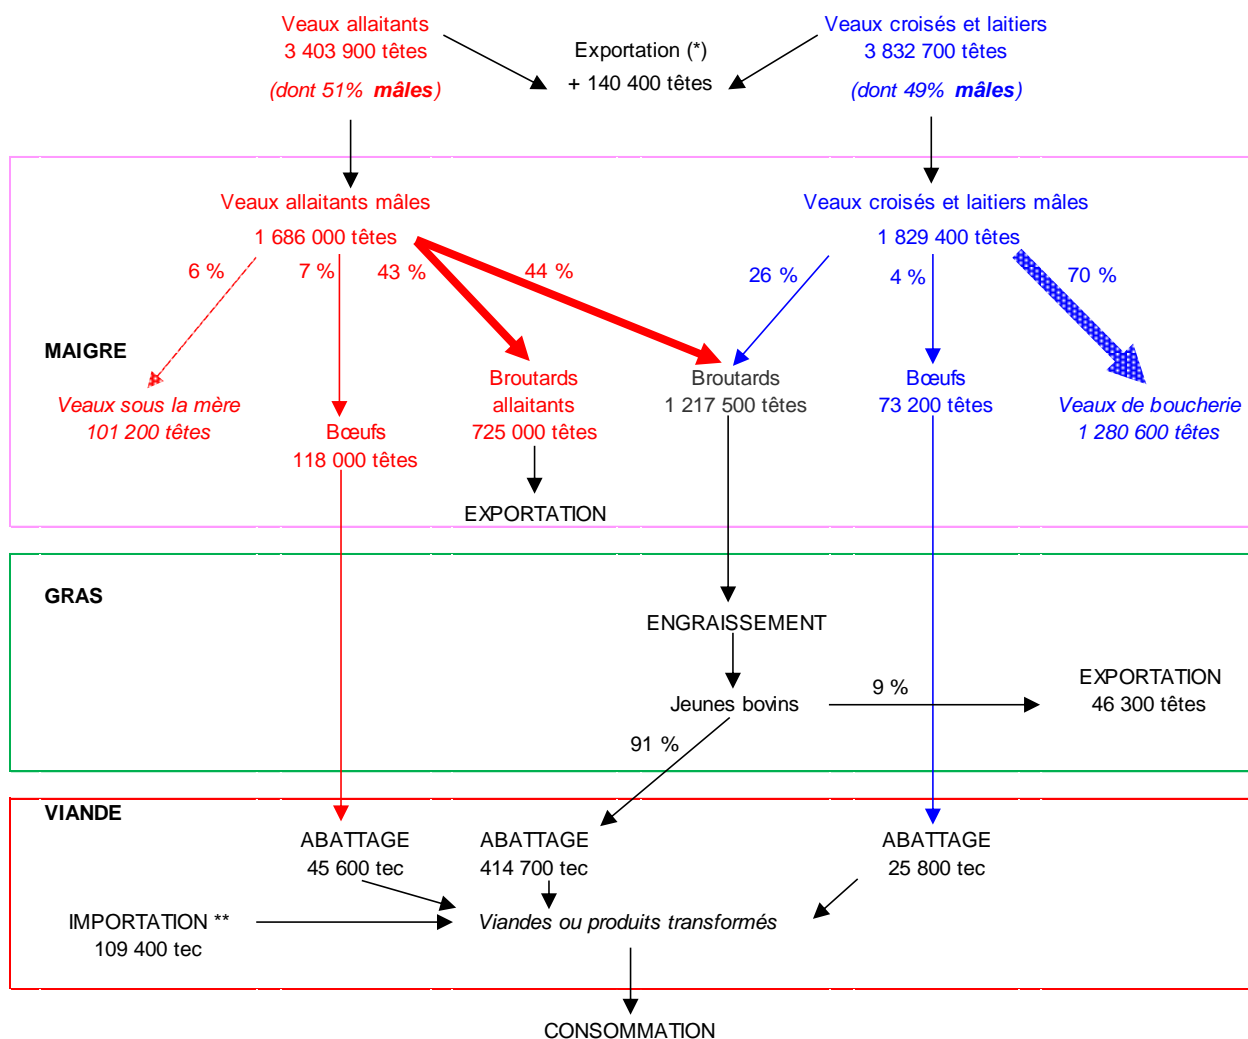 Veaux allaitants
3 403 900 têtes
(dont 51% mâles)
Exportation (*)
+ 140 400 têtes
Veaux croisés et laitiers
3 832 700 têtes
(dont 49% mâles)
Veaux allaitants mâles
1 686 000 têtes
Veaux croisés et laitiers mâles
1 829 400 têtes
6 %
7 %
43 %
44 %
26 %
4 %
70 %
MAIGRE
Veaux sous la mère
101 200 têtes
Bœufs
118 000 têtes
Broutards
allaitants
725 000 têtes
EXPORTATION
Broutards
1 217 500 têtes
Bœufs
73 200 têtes
Veaux de boucherie
1 280 600 têtes
GRAS
ENGRAISSEMENT
Jeunes bovins
9 %
EXPORTATION
46 300 têtes
91 %
VIANDE
ABATTAGE
45 600 tec
ABATTAGE
414 700 tec
ABATTAGE
25 800 tec
IMPORTATION **
109 400 tec
Viandes ou produits transformés
CONSOMMATION